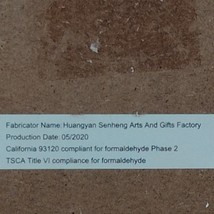 Fabricator Name: Huangyan Senheng Arts And Gifts Factory
Production Date: 05/2020
California 93120 compliant for formaldehyde Phase 2
TSCA Title VI compliance for formaldehyde